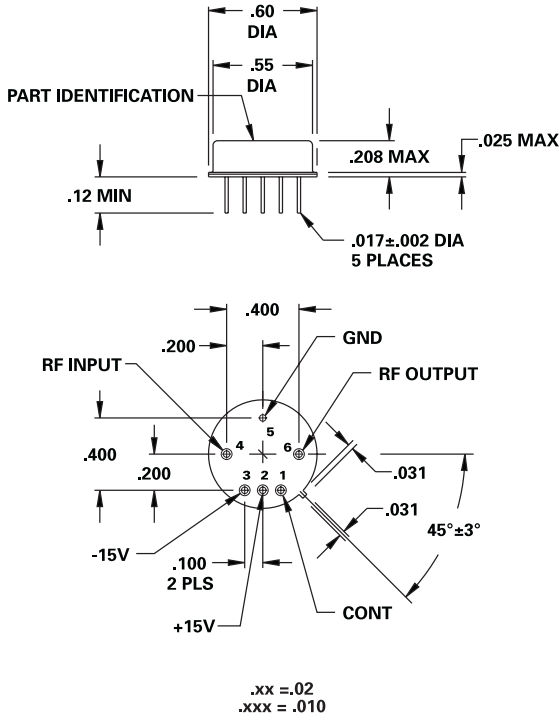 .60
DIA
.55
DIA
PART IDENTIFICATION
.025 MAX
.208 MAX
.12 MIN
.017±.002 DIA
5 PLACES
.400
.200
GND
RF INPUT
RF OUTPUT
5
4
6
.400
.200
.031
3 2 1
.031
45°±3°
-15V
.100
2 PLS
CONT
+15V
.xx =.02
.xxx = .010